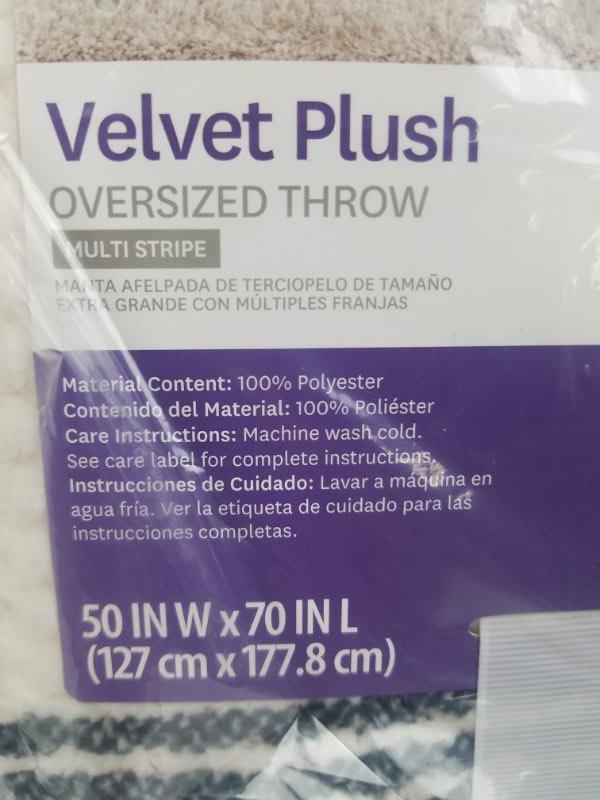 Velvet Plush
OVERSIZED THROW
MULTI STRIPE
MANTA AFELPADA DE TERCIOPELO DE TAMAÑO
EXTRA GRANDE CON MÚLTIPLES FRANJAS
Material Content: 100% Polyester
Contenido del Material: 100% Poliéster
Care Instructions: Machine wash cold.
See care label for complete instructions.
Instrucciones de Cuidado: Lavar a máquina en
agua fría. Ver la etiqueta de cuidado para las
instrucciones completas.
50 IN W x 70 IN L
(127 cm x 177.8 cm)